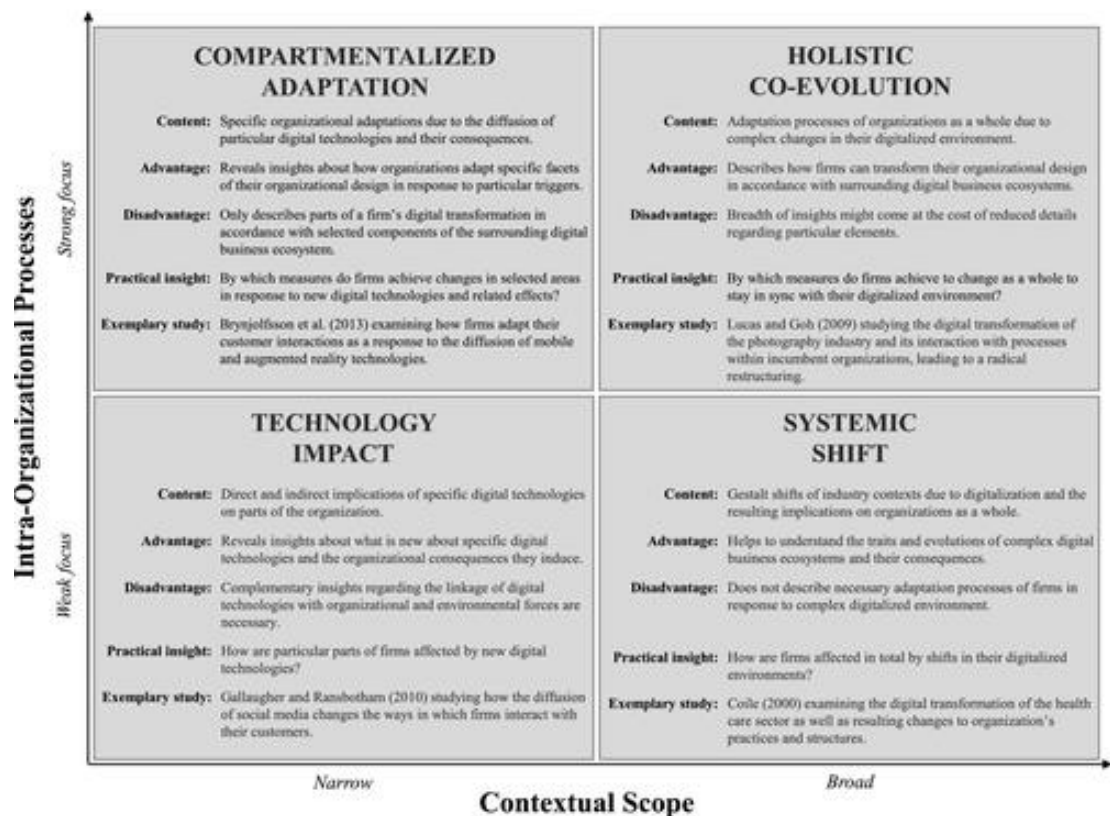 COMPARTMENTALIZED
ADAPTATION
Content: Specific organizational adaptations due to the diffusion of
particular digital technologies and their consequences.
Advantage: Reveals insights about how organizations adapt specific facets
of their organizational design in response to particular triggers.
Disadvantage: Only describes parts of a firm's digital transformation in
accordance with selected components of the surrounding digital
business ecosystem.
Practical insight: By which measures do firms achieve changes in selected areas
in response to new digital technologies and related effects?
Exemplary study: Brynjolfsson et al. (2013) examining how firms adapt their
customer interactions as a response to the diffusion of mobile
and augmented reality technologies.
HOLISTIC
CO-EVOLUTION
Content: Adaptation processes of organizations as a whole due to
complex changes in their digitalized environment.
Advantage: Describes how firms can transform their organizational design
in accordance with surrounding digital business ecosystems.
Disadvantage: Breadth of insights might come at the cost of reduced details
regarding particular elements.
Practical insight: By which measures do firms achieve to change as a whole to
stay in sync with their digitalized environment?
Exemplary study: Lucas and Goh (2009) studying the digital transformation of
the photography industry and its interaction with processes
within incumbent organizations, leading to a radical
restructuring.
TECHNOLOGY
IMPACT
Content: Direct and indirect implications of specific digital technologies
on parts of the organization.
Advantage: Reveals insights about what is new about specific digital
technologies and the organizational consequences they induce.
Disadvantage: Complementary insights regarding the linkage of digital
technologies with organizational and environmental forces are
necessary.
Practical insight: How are particular parts of firms affected by new digital
technologies?
Exemplary study: Gallaugher and Ransbotham (2010) studying how the diffusion
of social media changes the ways in which firms interact with
their customers.
SYSTEMIC
SHIFT
Content: Gestalt shifts of industry contexts due to digitalization and the
resulting implications on organizations as a whole.
Advantage: Helps to understand the traits and evolutions of complex digital
business ecosystems and their consequences.
Disadvantage: Does not describe necessary adaptation processes of firms in
response to complex digitalized environment.
Practical insight: How are firms affected in total by shifts in their digitalized
environments?
Exemplary study: Coile (2000) examining the digital transformation of the health
care sector as well as resulting changes to organization's
practices and structures.
Intra-Organizational Processes
Strong focus
Weak focus
Narrow
Broad
Contextual Scope